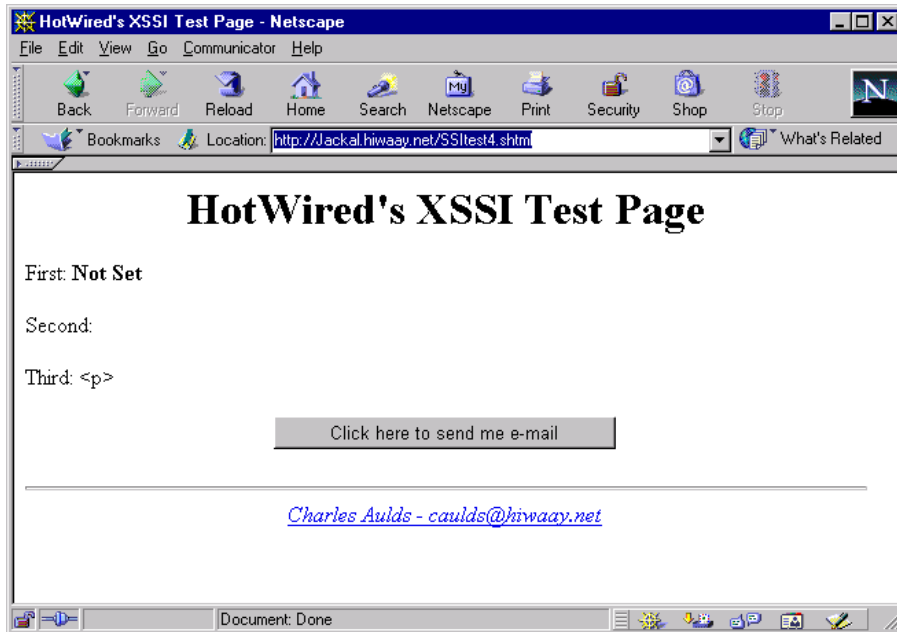 HotWired's XSSI Test Page - Netscape
File Edit View Go Communicator Help
Back Forward Reload Home Search My Netscape Print Security Shop Stop N
Bookmarks Location: http://Jackal.hiwaay.net/SSItest4.shtml What's Related
HotWired's XSSI Test Page
First: Not Set
Second:
Third: <p>
Click here to send me e-mail
Charles Aulds - caulds@hiwaay.net
Document: Done